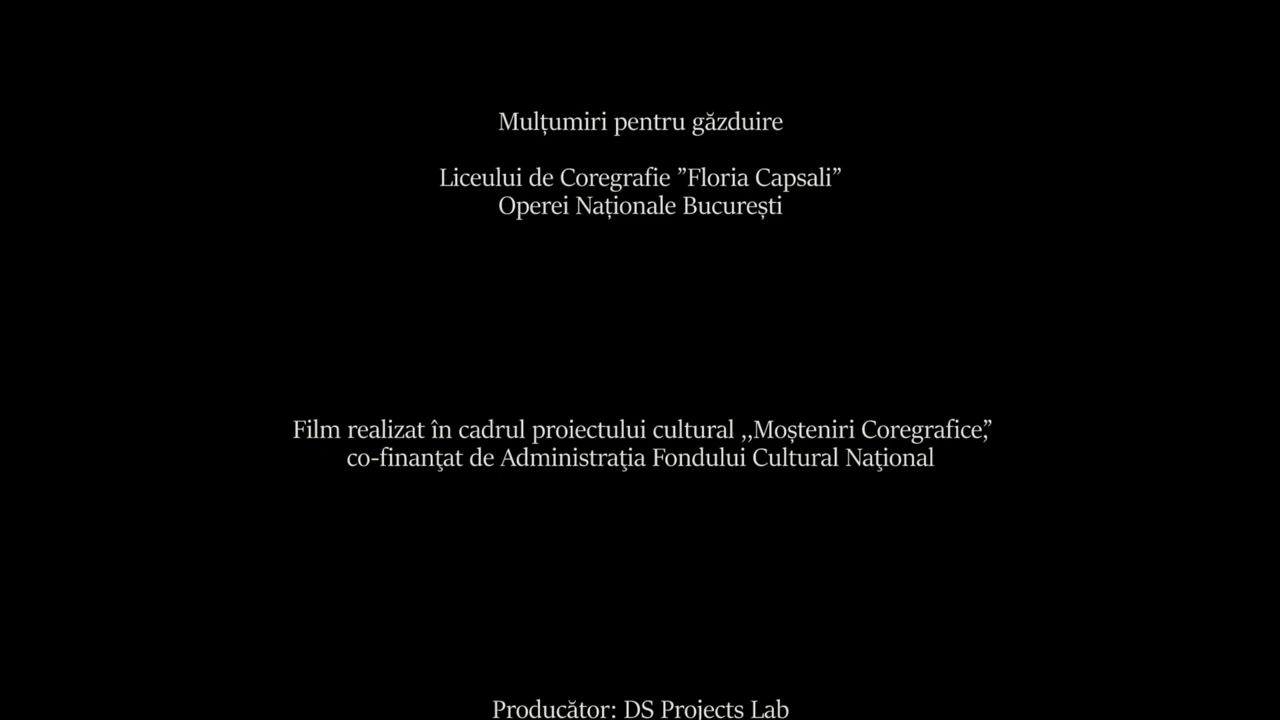 Mulțumiri pentru găzduire
Liceului de Coregrafie ”Floria Capsali”
Operei Naționale București
Film realizat în cadrul proiectului cultural ,,Moșteniri Coregrafice,”
co-finanţat de Administraţia Fondului Cultural Naţional
Producător: DS Projects Lab